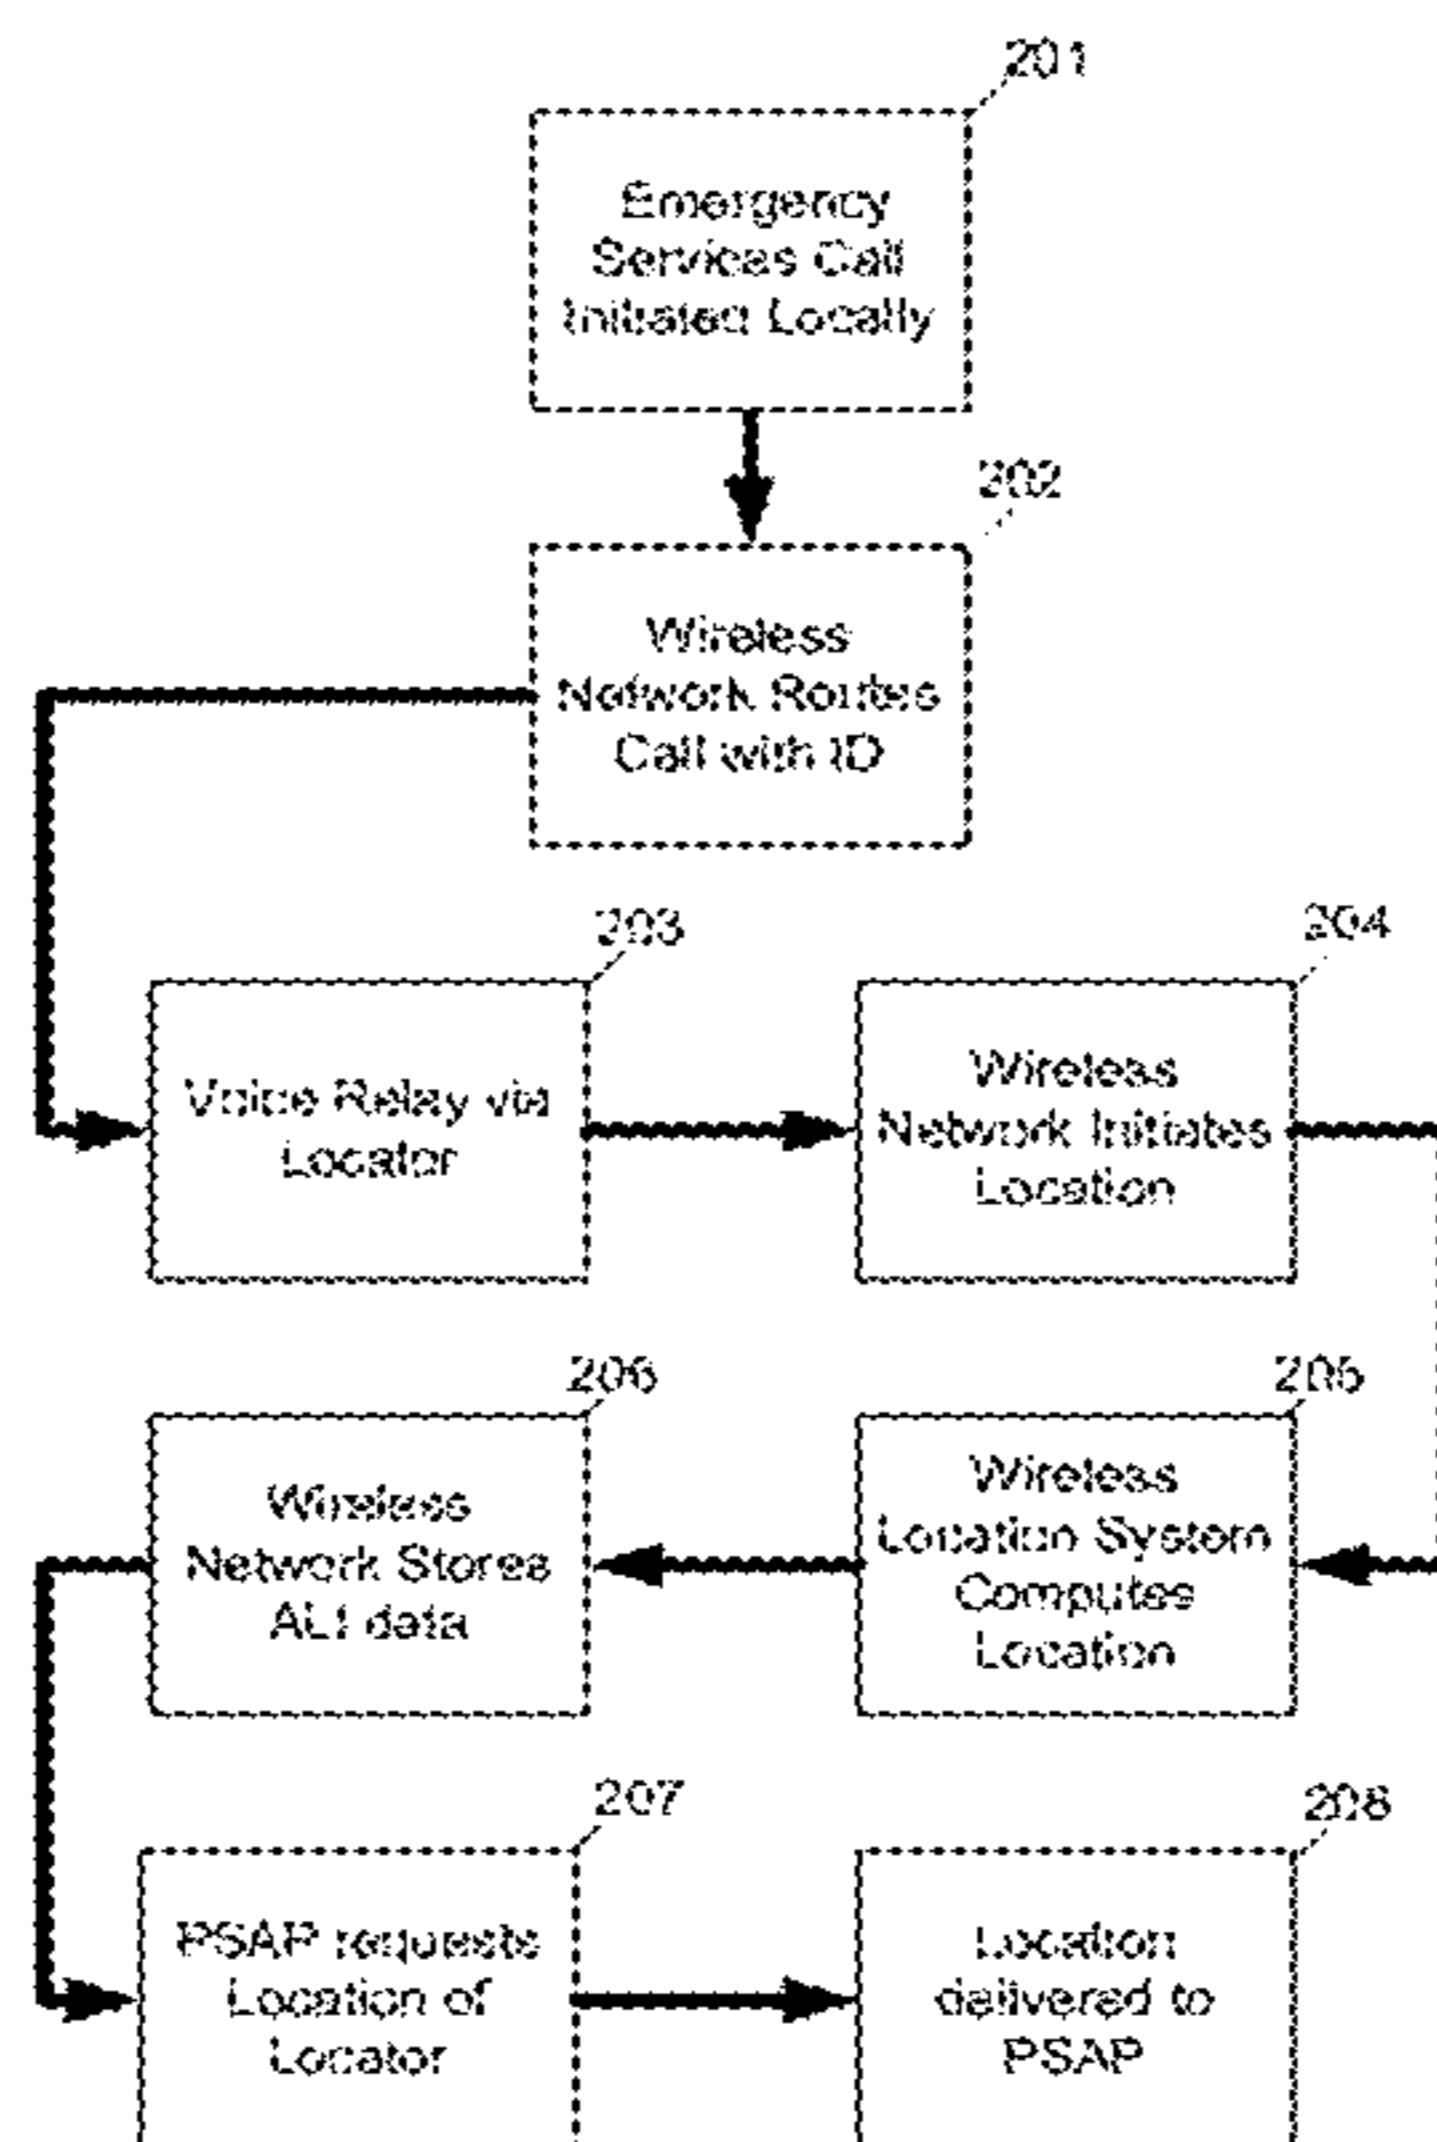 201
Emergency
Services Call
Initiated Locally
202
Wireless
Network Routes
Call with ID
203
Voice Relay via
Locator
204
Wireless
Network Initiates
Location
206
Wireless
Network Stores
ALI data
205
Wireless
Location System
Computes
Location
207
PSAP requests
Location of
Locator
208
Location
delivered to
PSAP